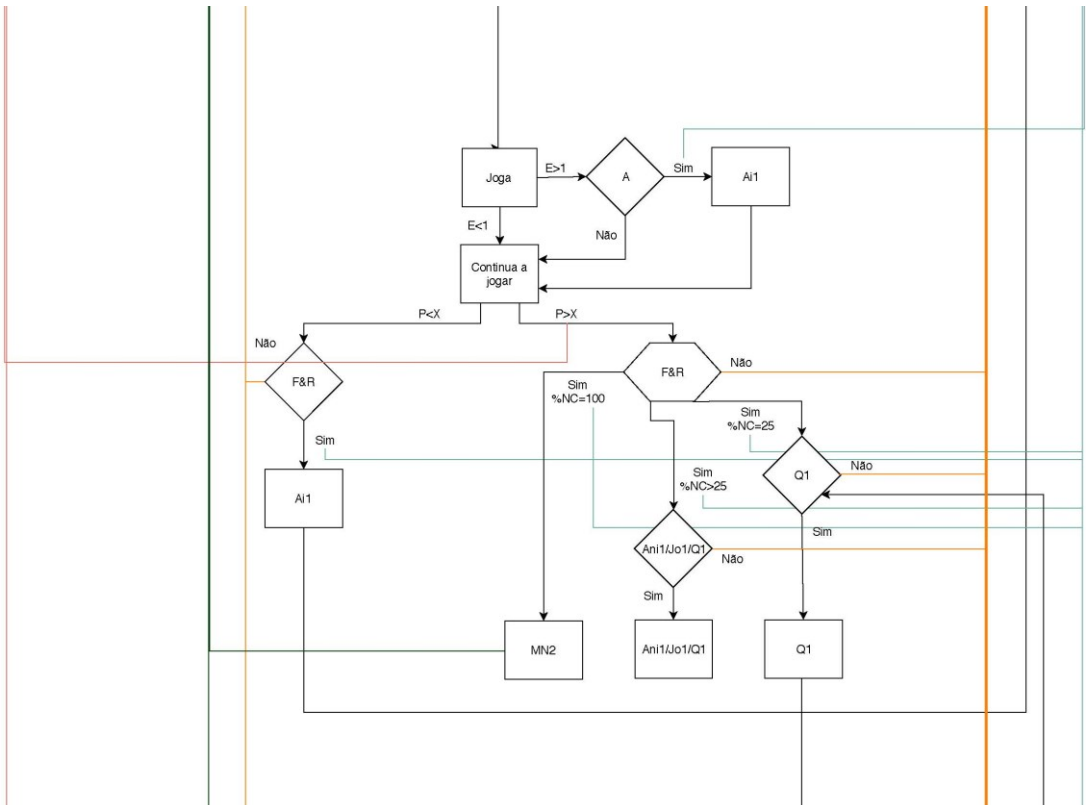 Joga
E>1
A
Sim
Ai1
E<1
Não
Continua a
jogar
P<X
P>X
Não
F&R
F&R
Não
Sim
%NC=100
Sim
%NC=25
Sim
Q1
Não
Sim
%NC>25
Ai1
Sim
Ani1/Jo1/Q1
Não
Sim
MN2
Ani1/Jo1/Q1
Q1